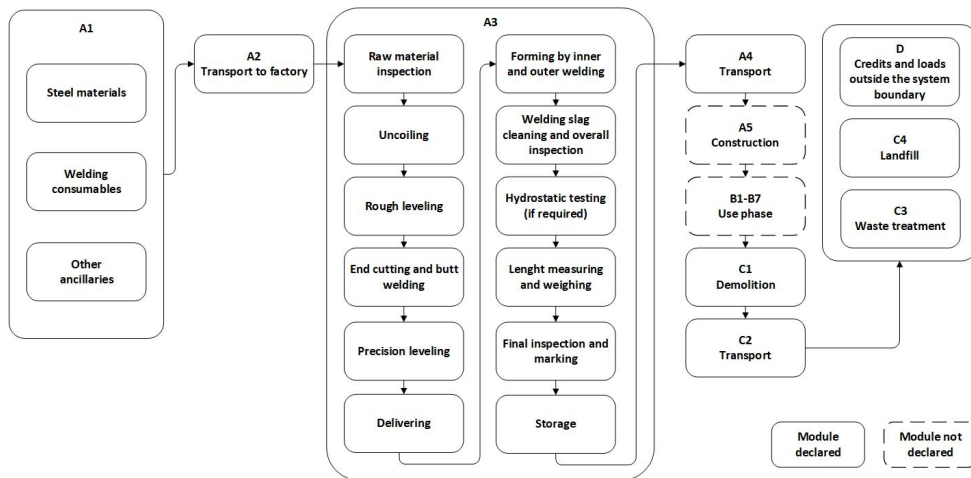 A1
Steel materials
Welding
consumables
Other
ancillaries
A2
Transport to factory
A3
Raw material
inspection
Uncoiling
Rough leveling
End cutting and butt
welding
Precision leveling
Delivering
Forming by inner
and outer welding
Welding slag
cleaning and overall
inspection
Hydrostatic testing
(if required)
Lenght measuring
and weighing
Final inspection and
marking
Storage
A4
Transport
A5
Construction
B1-B7
Use phase
C1
Demolition
C2
Transport
D
Credits and loads
outside the system
boundary
C4
Landfill
C3
Waste treatment
Module
declared
Module not
declared